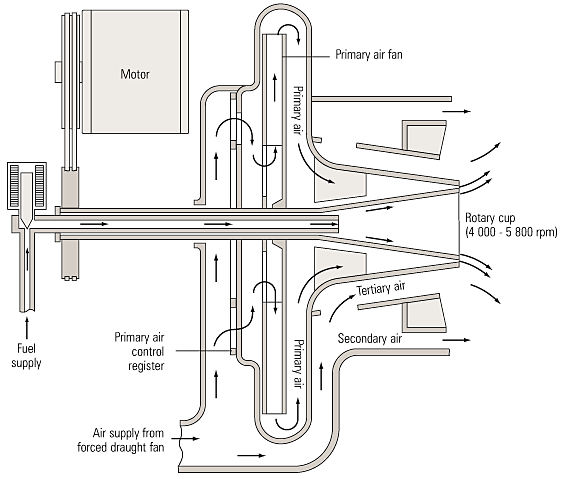 Motor
Primary air fan
Primary air
Rotary cup
(4 000 - 5 800 rpm)
Tertiary air
Secondary air
Primary air
Primary air
control
register
Fuel
supply
Air supply from
forced draught fan